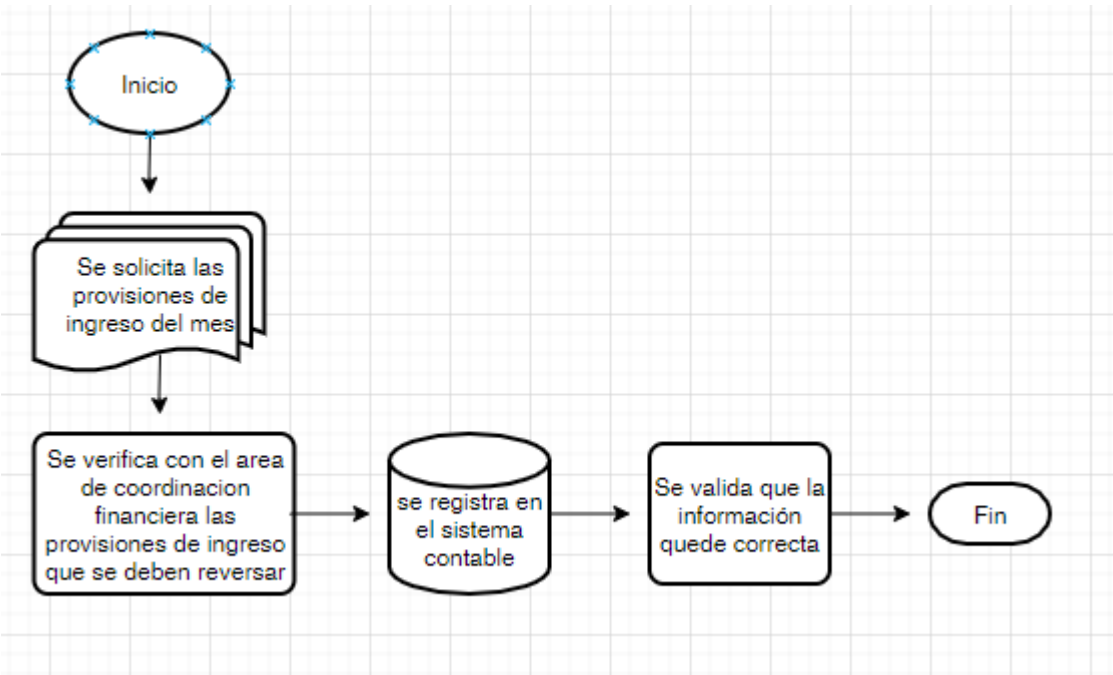 Inicio
Se solicita las
provisiones de
ingreso del mes
Se verifica con el area
de coordinacion
financiera las
provisiones de ingreso
que se deben reversar
se registra en
el sistema
contable
Se valida que la
información
quede correcta
Fin